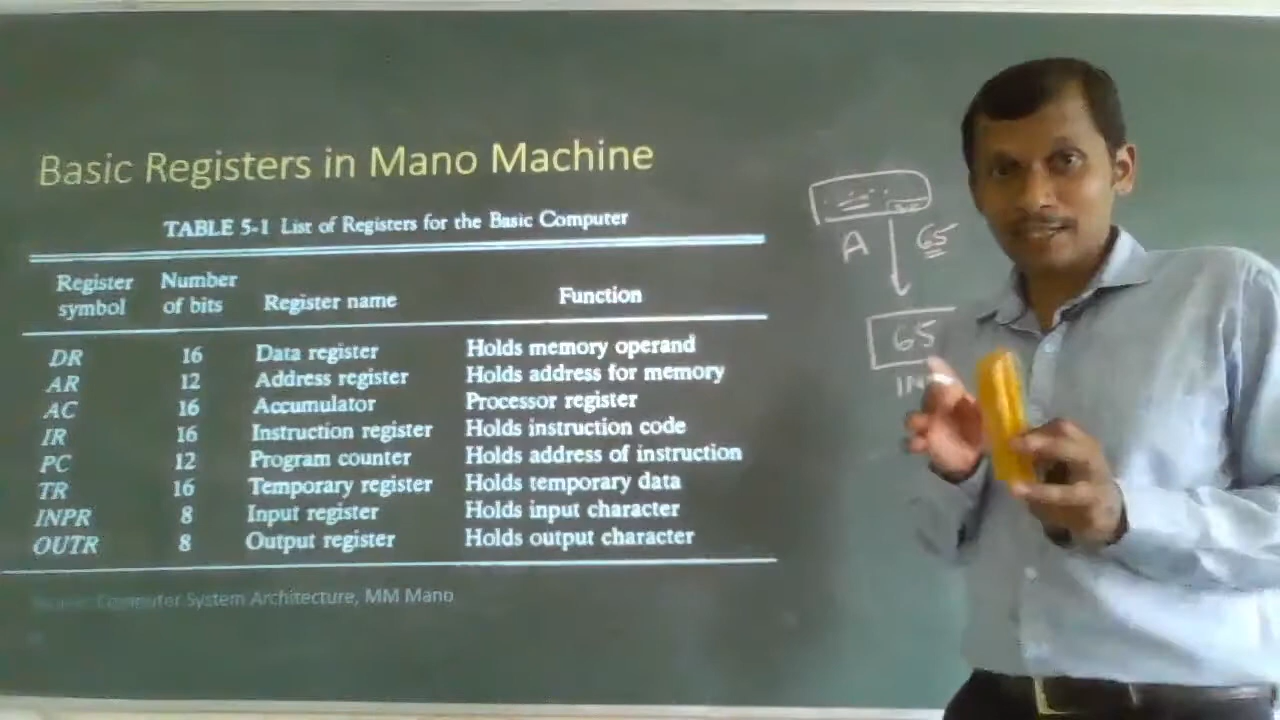 Basic Registers in Mano Machine
TABLE 5-1 List of Registers for the Basic Computer
Register symbol Number of bits Register name Function
DR 16 Data register Holds memory operand
AR 12 Address register Holds address for memory
AC 16 Accumulator Processor register
IR 16 Instruction register Holds instruction code
PC 12 Program counter Holds address of instruction
TR 16 Temporary register Holds temporary data
INPR 8 Input register Holds input character
OUTR 8 Output register Holds output character
Computer System Architecture, MM Mano
A 65
65
IN